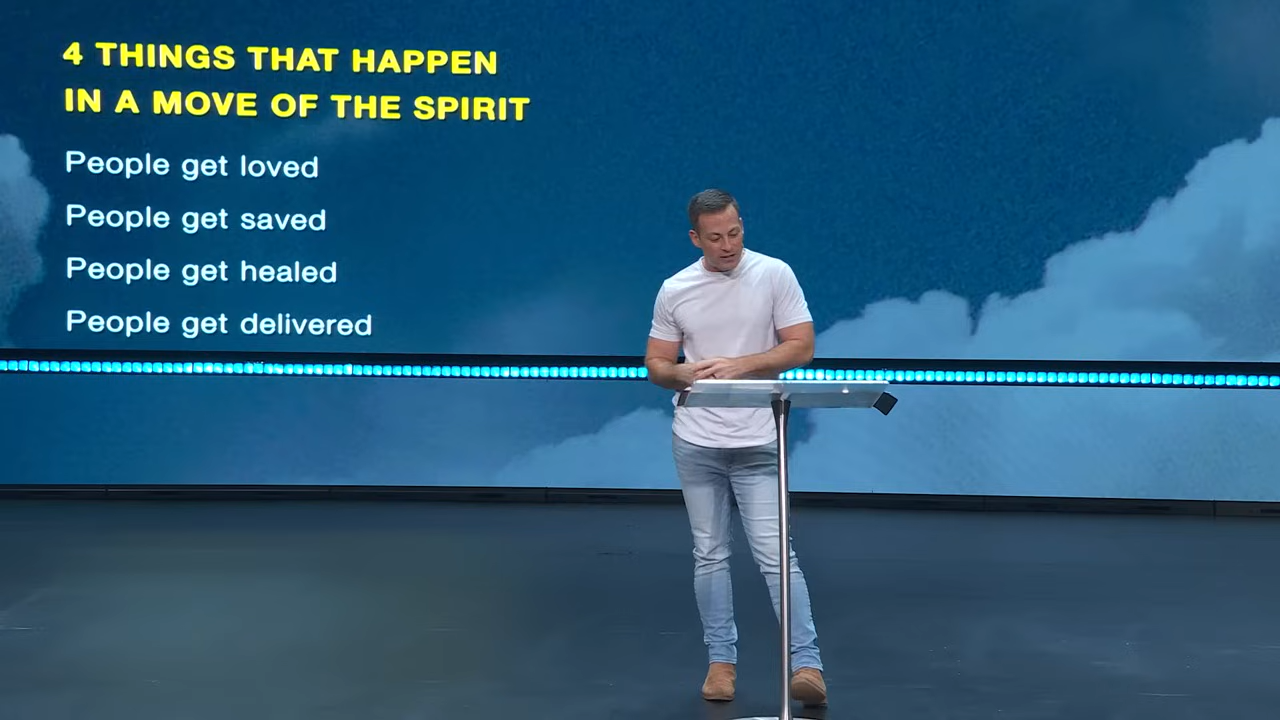 4 THINGS THAT HAPPEN
IN A MOVE OF THE SPIRIT
People get loved
People get saved
People get healed
People get delivered